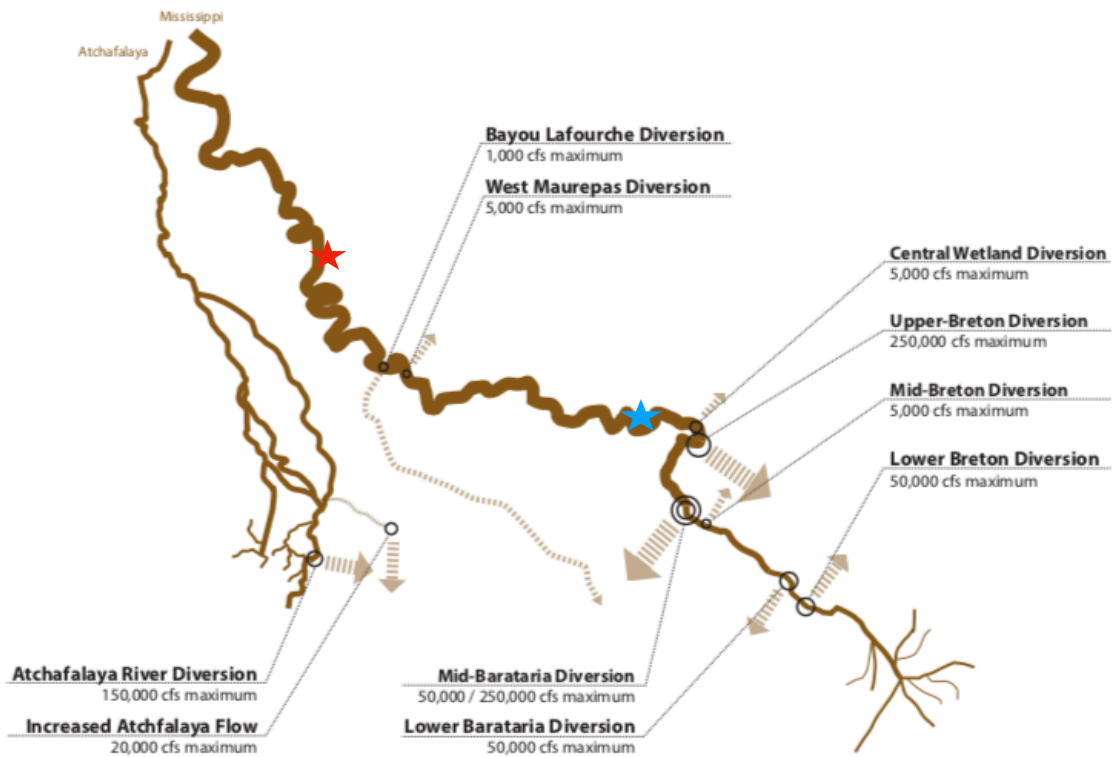 Mississippi
Atchafalaya
Bayou Lafourche Diversion
1,000 cfs maximum
West Maurepas Diversion
5,000 cfs maximum
Central Wetland Diversion
5,000 cfs maximum
Upper-Breton Diversion
250,000 cfs maximum
Mid-Breton Diversion
5,000 cfs maximum
Lower Breton Diversion
50,000 cfs maximum
Atchafalaya River Diversion
150,000 cfs maximum
Increased Atchfalaya Flow
20,000 cfs maximum
Mid-Barataria Diversion
50,000 / 250,000 cfs maximum
Lower Barataria Diversion
50,000 cfs maximum